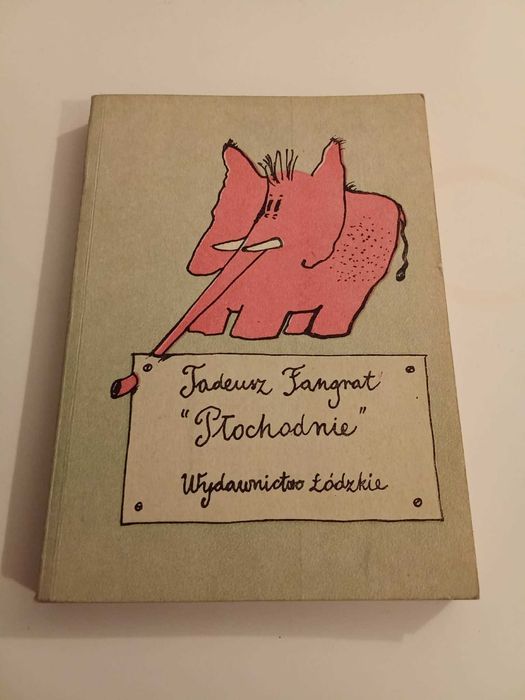 Tadeusz Fangrat
"Płochodnie"
Wydawnictwo Łódzkie